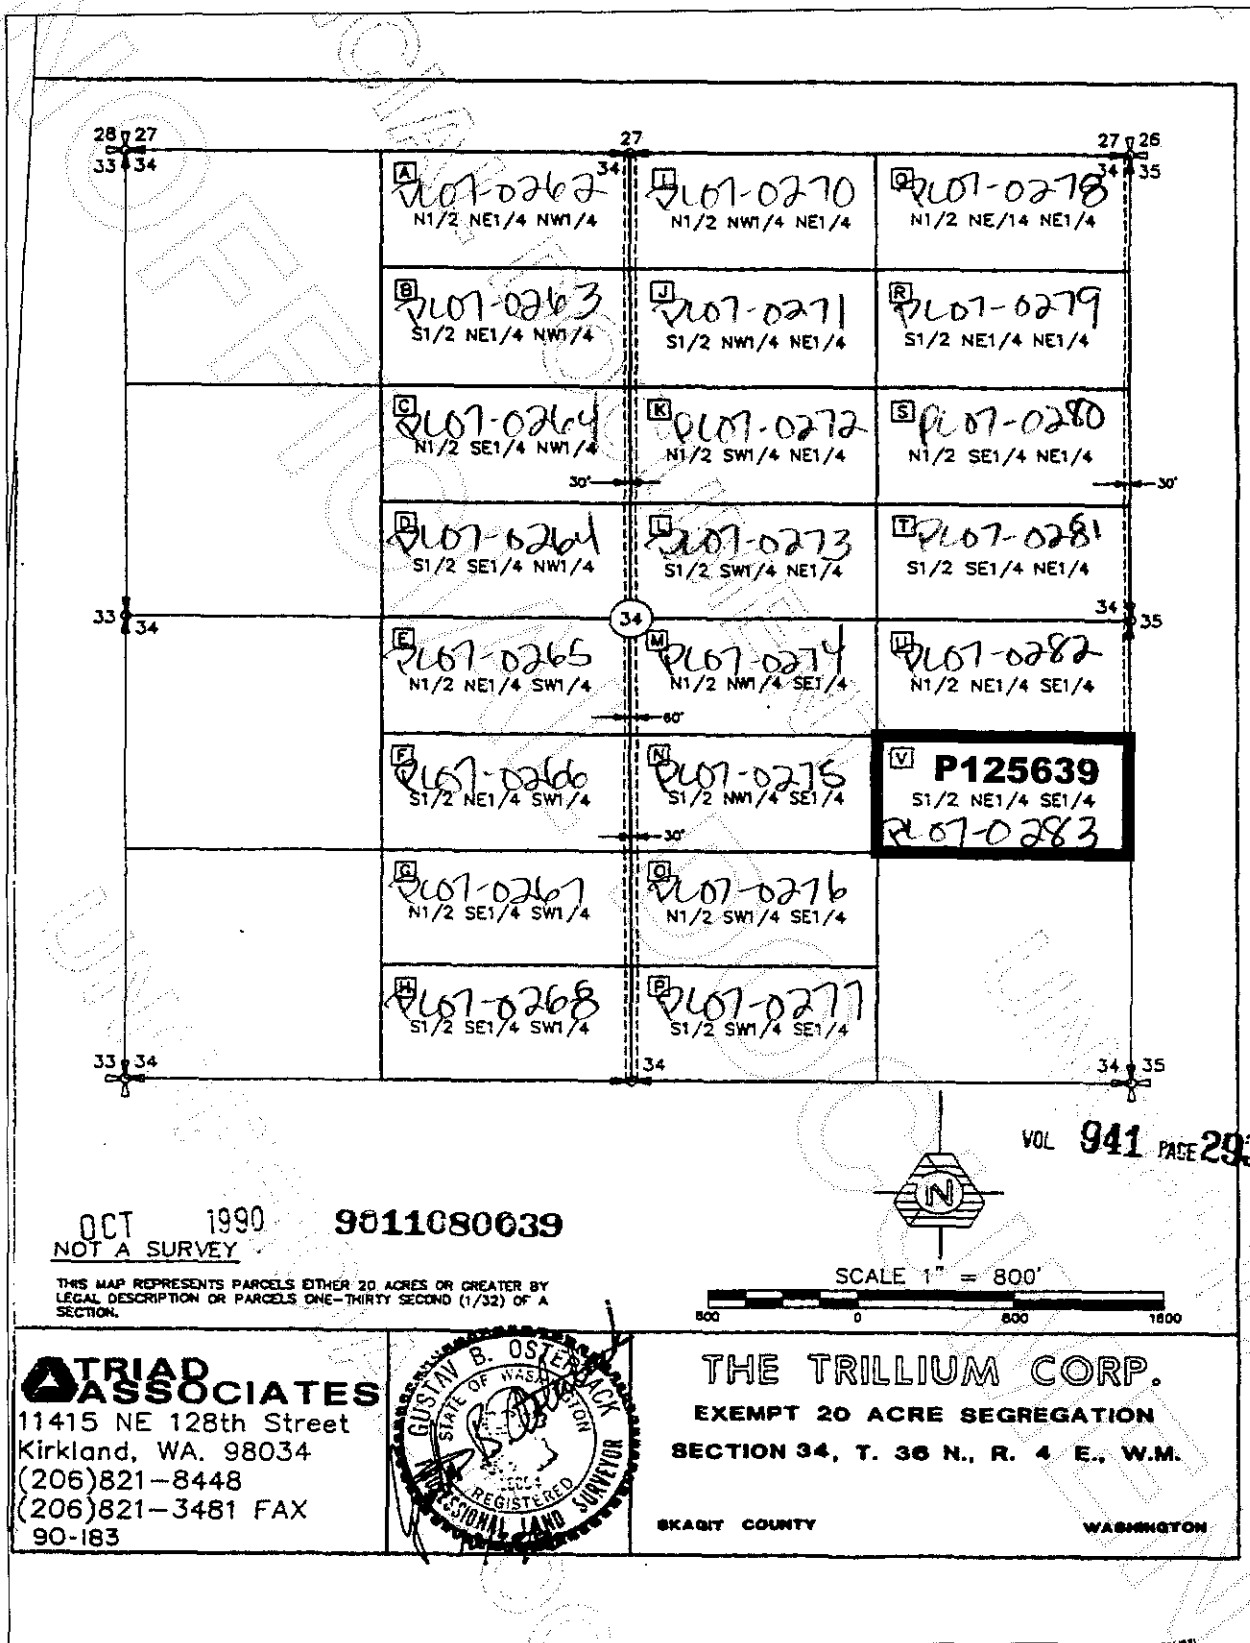 28 27
33 34
27
34
27 26
34 35
A
PL07-0262
N1/2 NE1/4 NW1/4
I
PL07-0270
N1/2 NW1/4 NE1/4
Q
PL07-0278
N1/2 NE/14 NE1/4
B
PL07-0263
S1/2 NE1/4 NW1/4
J
PL07-0271
S1/2 NW1/4 NE1/4
R
PL07-0279
S1/2 NE1/4 NE1/4
C
PL07-0264
N1/2 SE1/4 NW1/4
K
PL07-0272
N1/2 SW1/4 NE1/4
S
PL07-0280
N1/2 SE1/4 NE1/4
30'
30'
D
PL07-0264
S1/2 SE1/4 NW1/4
L
PL07-0273
S1/2 SW1/4 NE1/4
T
PL07-0281
S1/2 SE1/4 NE1/4
33
34
34
34
35
E
PL07-0265
N1/2 NE1/4 SW1/4
M
PL07-0274
N1/2 NW1/4 SE1/4
U
PL07-0282
N1/2 NE1/4 SE1/4
60'
F
PL07-0266
S1/2 NE1/4 SW1/4
N
PL07-0275
S1/2 NW1/4 SE1/4
V
P125639
S1/2 NE1/4 SE1/4
PL07-0283
30'
G
PL07-0267
N1/2 SE1/4 SW1/4
O
PL07-0276
N1/2 SW1/4 SE1/4
H
PL07-0268
S1/2 SE1/4 SW1/4
P
PL07-0277
S1/2 SW1/4 SE1/4
33 34
34
34 35
VOL 941 PAGE 293
N
OCT 1990 9011080039
NOT A SURVEY
THIS MAP REPRESENTS PARCELS EITHER 20 ACRES OR GREATER BY
LEGAL DESCRIPTION OR PARCELS ONE-THIRTY SECOND (1/32) OF A
SECTION.
SCALE 1" = 800'
800 0 800 1600
TRIAD
ASSOCIATES
11415 NE 128th Street
Kirkland, WA. 98034
(206)821-8448
(206)821-3481 FAX
90-183
GUSTAV B. OSTERBACK
STATE OF WASHINGTON
REGISTERED
PROFESSIONAL LAND SURVEYOR
THE TRILLIUM CORP.
EXEMPT 20 ACRE SEGREGATION
SECTION 34, T. 36 N., R. 4 E., W.M.
SKAGIT COUNTY WASHINGTON
UNOFFICIAL DOCUMENT